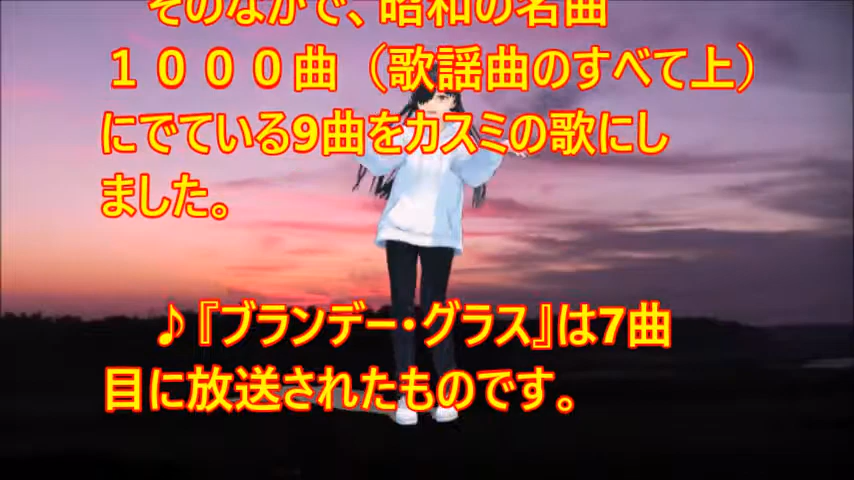 そのなかで、昭和の名曲
１０００曲（歌謡曲のすべて上）
にでている9曲をカスミの歌にし
ました。
♪『ブランデー・グラス』は7曲
目に放送されたものです。